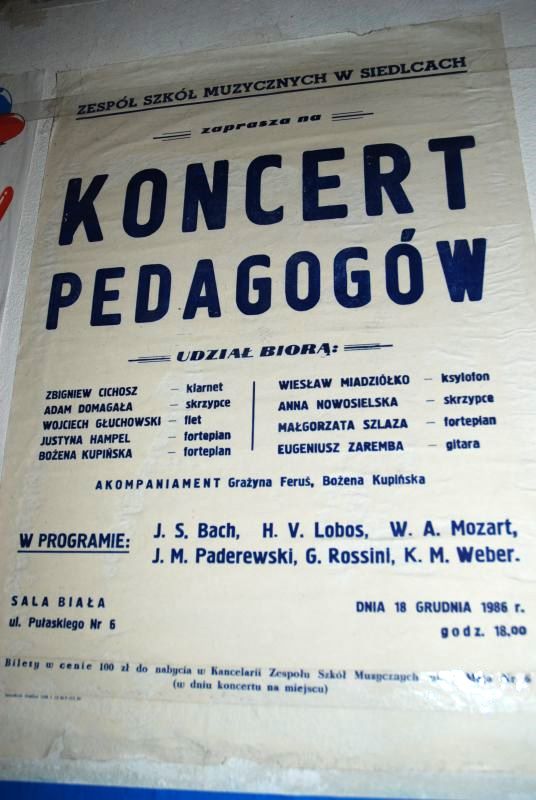 ZESPÓŁ SZKÓŁ MUZYCZNYCH W SIEDLCACH
zaprasza na
KONCERT
PEDAGOGÓW
UDZIAŁ BIORĄ:
ZBIGNIEW CICHOSZ – klarnet
ADAM DOMAGAŁA – skrzypce
WOJCIECH GŁUCHOWSKI – flet
JUSTYNA HAMPEL – fortepian
BOŻENA KUPIŃSKA – fortepian
WIESŁAW MIADZIÓŁKO – ksylofon
ANNA NOWOSIELSKA – skrzypce
MAŁGORZATA SZLAZA – fortepian
EUGENIUSZ ZAREMBA – gitara
AKOMPANIAMENT Grażyna Feruś, Bożena Kupińska
W PROGRAMIE: J. S. Bach, H. V. Lobos, W. A. Mozart,
J. M. Paderewski, G. Rossini, K. M. Weber.
SALA BIAŁA
ul. Pułaskiego Nr 6
DNIA 18 GRUDNIA 1986 r.
godz. 18,00
Bilety w cenie 100 zł do nabycia w Kancelarii Zespołu Szkół Muzycznych Maja Nr 6
(w dniu koncertu na miejscu)